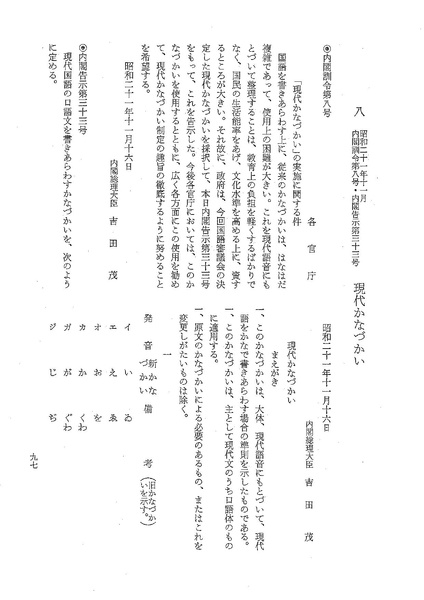 八 昭和二十一年十一月 内閣訓令第八号・内閣告示第三十三号 現代かなづかい
◉内閣訓令第八号
各官庁
「現代かなづかい」の実施に関する件
国語を書きあらわす上に、従来のかなづかいは、はなはだ
複雑であって、使用上の困難が大きい。これを現代語音にも
とづいて整理することは、教育上の負担を軽くするばかりで
なく、国民の生活能率をあげ、文化水準を高める上に、資す
るところが大きい。それ故に、政府は、今回国語審議会の決
定した現代かなづかいを採択して、本日内閣告示第三十三号
をもって、これを告示した。今後各官庁においては、このか
なづかいを使用するとともに、広く各方面にこの使用を勧め
て、現代かなづかい制定の趣旨の徹底するように努めること
を希望する。
昭和二十一年十一月十六日
内閣総理大臣 吉田茂
◉内閣告示第三十三号
現代国語の口語文を書きあらわすかなづかいを、次のよう
に定める。
昭和二十一年十一月十六日
内閣総理大臣 吉田茂
現代かなづかい
まえがき
一、このかなづかいは、大体、現代語音にもとづいて、現代
語をかなで書きあらわす場合の準則を示したものである。
一、このかなづかいは、主として現代文のうち口語体のもの
に適用する。
一、原文のかなづかいによる必要のあるもの、またはこれを
変更しがたいものは除く。
一
発音 新かなづかい 備考(旧かなづかいを示す。)
イ い ゐ
エ え ゑ
オ お を
カ か くわ
ガ が ぐわ
ジ じ ぢ
九七